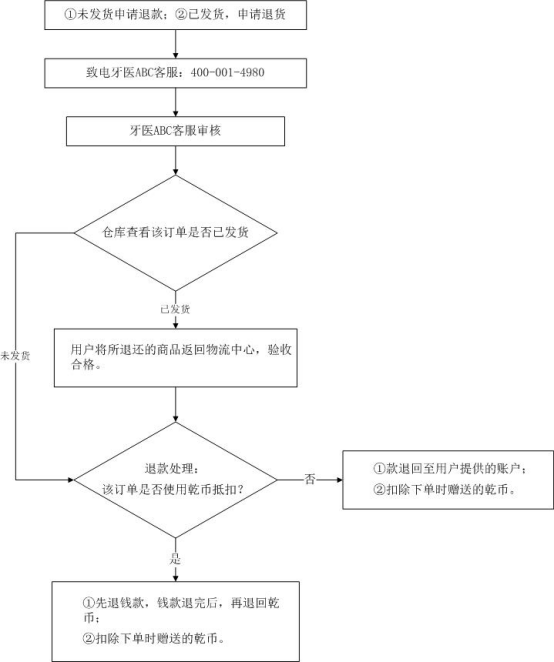 ①未发货申请退款；②已发货，申请退货
致电牙医ABC客服：400-001-4980
牙医ABC客服审核
仓库查看该订单是否已发货
已发货
未发货
用户将所退还的商品返回物流中心，验收
合格。
退款处理；
该订单是否使用乾币抵扣？
否
①款退回至用户提供的账户；
②扣除下单时赠送的乾币。
是
①先退钱款，钱款退完后，再退回乾
币；
②扣除下单时赠送的乾币。